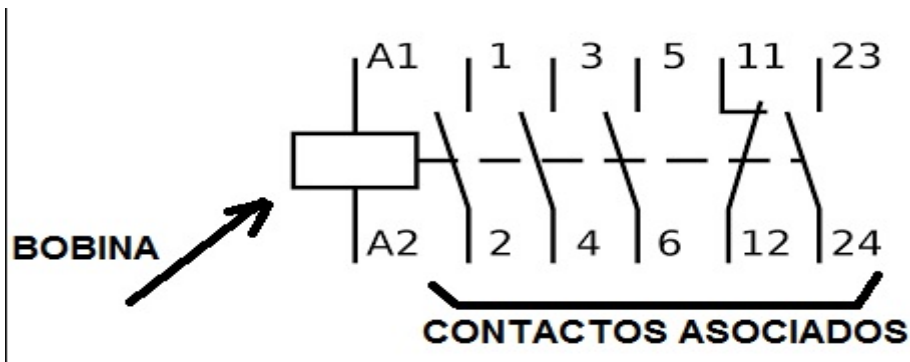 A1 1 3 5 11 23
BOBINA
A2 2 4 6 12 24
CONTACTOS ASOCIADOS